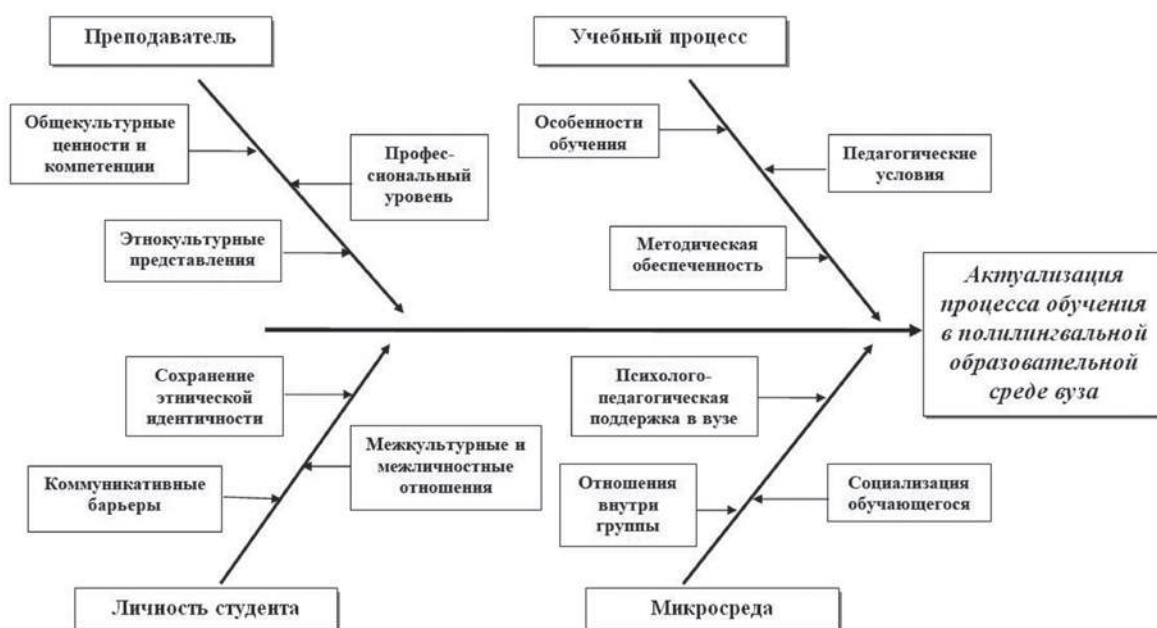 Преподаватель
Учебный процесс
Общекультурные
ценности и
компетенции
Профес-
сиональный
уровень
Этнокультурные
представления
Особенности
обучения
Педагогические
условия
Методическая
обеспеченность
Актуализация
процесса обучения
в полилингвальной
образовательной
среде вуза
Сохранение
этнической
идентичности
Межкультурные и
межличностные
отношения
Коммуникативные
барьеры
Психолого-
педагогическая
поддержка в вузе
Отношения
внутри
группы
Социализация
обучающегося
Личность студента
Микросреда